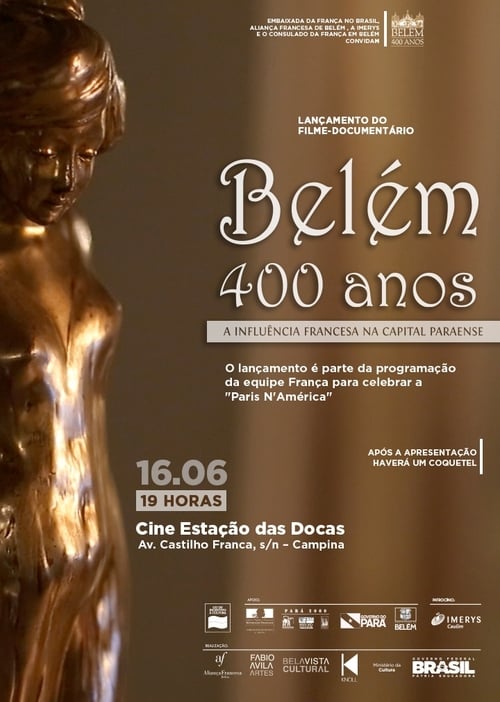 EMBAIXADA DA FRANÇA NO BRASIL,
ALIANÇA FRANCESA DE BELÉM , A IMERYS
E O CONSULADO DA FRANÇA EM BELÉM
CONVIDAM
BELÉM
400 ANOS
LANÇAMENTO DO
FILME-DOCUMENTÁRIO
Belém
400 anos
A INFLUÊNCIA FRANCESA NA CAPITAL PARAENSE
O lançamento é parte da programação
da equipe França para celebrar a
"Paris N'América"
APÓS A APRESENTAÇÃO
HAVERÁ UM COQUETEL
16.06
19 HORAS
Cine Estação das Docas
Av. Castilho Franca, s/n – Campina
APOIO:
PATROCÍNIO:
PARÁ 2000
GOVERNO DO
PARÁ
BELÉM
IMERYS
Caulim
REALIZAÇÃO:
af
AliançaFrancesa
FABIO
AVILA
ARTES
BELAVISTA
CULTURAL
K
KNOLL
Ministério da
Cultura
GOVERNO FEDERAL
BRASIL
PÁTRIA EDUCADORA